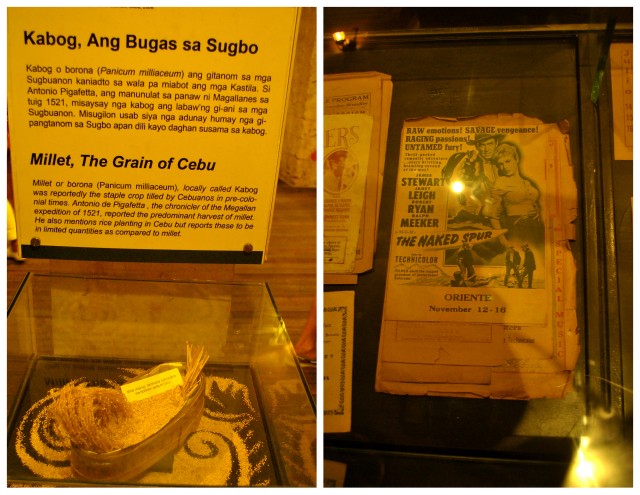 Kabog, Ang Bugas sa Sugbo
Kabog o borona (Panicum milliaceum) ang gitanom sa mga
Sugbuanon kaniadto sa wala pa miabot ang mga Kastila. Si
Antonio Pigafetta, ang manunulat sa panaw ni Magallanes sa
tuig 1521, misaysay nga kabog ang labaw'ng gi-ani sa mga
Sugbuanon. Misugilon usab siya nga adunay humay nga gi-
pangtanom sa Sugbo apan dili kayo daghan susama sa kabog.
Millet, The Grain of Cebu
Millet or borona (Panicum milliaceum), locally called Kabog
was reportedly the staple crop tilled by Cebuanos in pre-colo-
nial times. Antonio de Pigafetta, the chronicler of the Magellan
expedition of 1521, reported the predominant harvest of millet.
He also mentions rice planting in Cebu but reports these to be
in limited quantities as compared to millet.
PROGRAM
ERS
RAW emotions! SAVAGE vengeance!
RAGING passions!
UNTAMED fury!
JAMES
STEWART
JANET
LEIGH
ROBERT
RYAN
RALPH
MEEKER
THE NAKED SPUR
TECHNICOLOR
ORIENTE
November 12-16
SPECIAL MUSIC